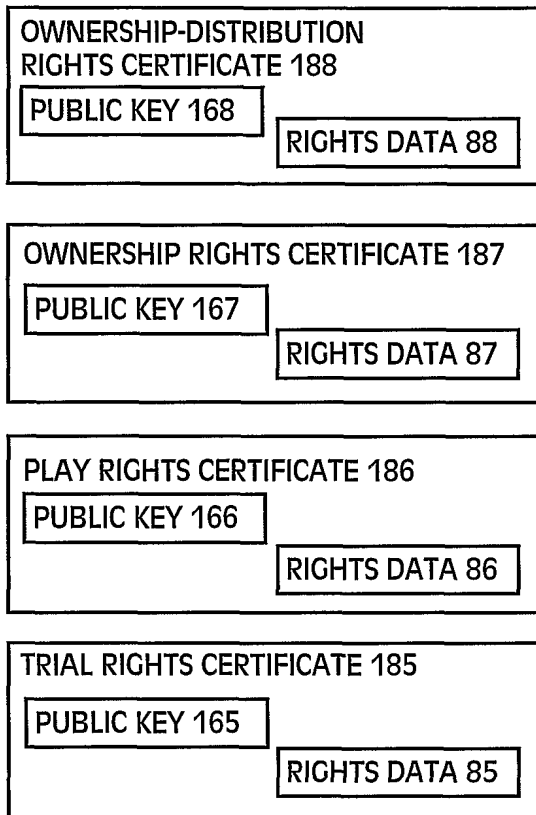 OWNERSHIP-DISTRIBUTION
RIGHTS CERTIFICATE 188
PUBLIC KEY 168
RIGHTS DATA 88
OWNERSHIP RIGHTS CERTIFICATE 187
PUBLIC KEY 167
RIGHTS DATA 87
PLAY RIGHTS CERTIFICATE 186
PUBLIC KEY 166
RIGHTS DATA 86
TRIAL RIGHTS CERTIFICATE 185
PUBLIC KEY 165
RIGHTS DATA 85